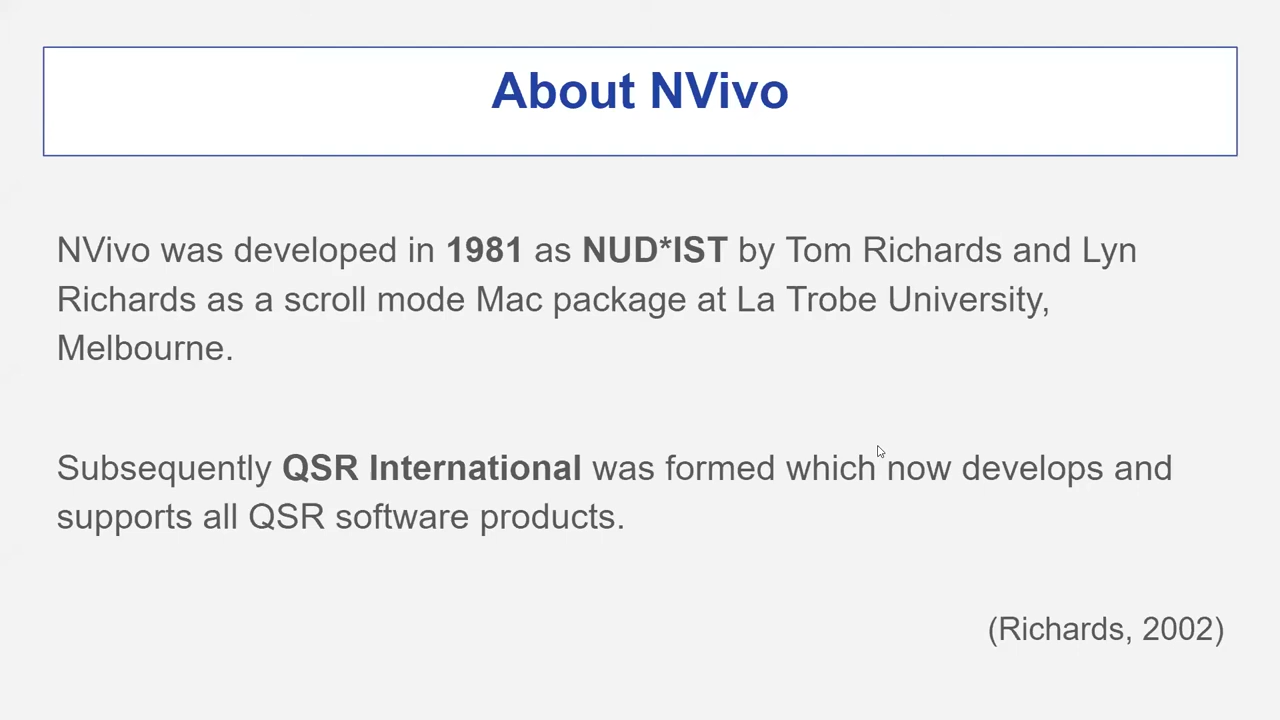 About NVivo
NVivo was developed in 1981 as NUD*IST by Tom Richards and Lyn
Richards as a scroll mode Mac package at La Trobe University,
Melbourne.
Subsequently QSR International was formed which now develops and
supports all QSR software products.
(Richards, 2002)